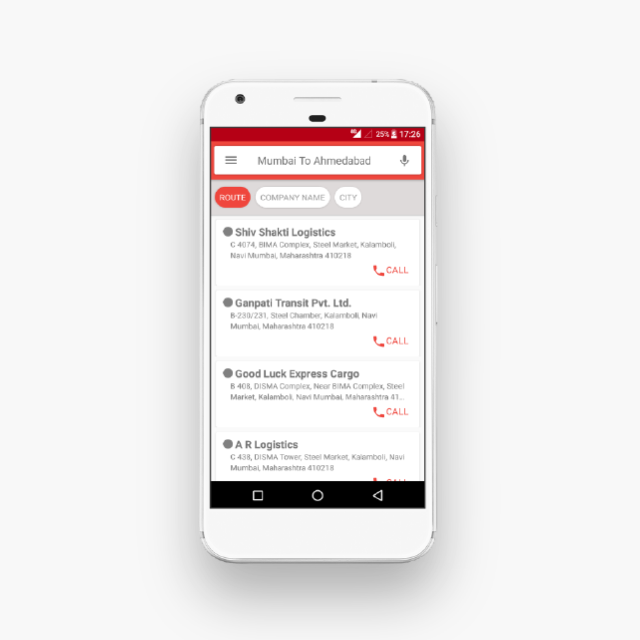 25% 17:26
Mumbai To Ahmedabad
ROUTE COMPANY NAME CITY
Shiv Shakti Logistics
C 4074, BIMA Complex, Steel Market, Kalamboli,
Navi Mumbai, Maharashtra 410218
CALL
Ganpati Transit Pvt. Ltd.
B-230/231, Steel Chamber, Kalamboli, Navi
Mumbai, Maharashtra 410218
CALL
Good Luck Express Cargo
B 408, DISMA Complex, Near BIMA Complex, Steel
Market, Kalamboli, Navi Mumbai, Maharashtra 41...
CALL
A R Logistics
C 438, DISMA Tower, Steel Market, Kalamboli, Navi
Mumbai, Maharashtra 410218